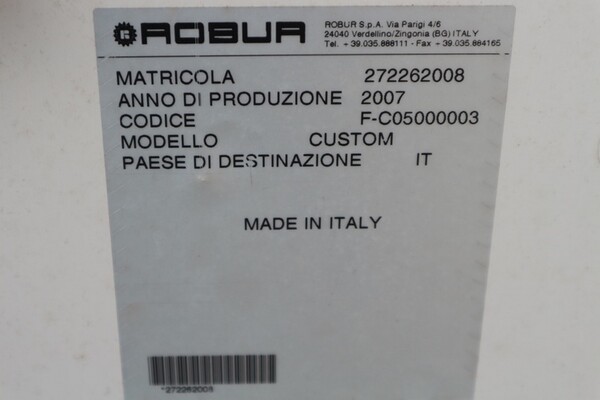 ROBUR
ROBUR S.p.A. Via Parigi 4/6
24040 Verdellino/Zingonia (BG) ITALY
Tel. + 39.035.888111 - Fax + 39.035.884165
MATRICOLA 272262008
ANNO DI PRODUZIONE 2007
CODICE F-C05000003
MODELLO CUSTOM
PAESE DI DESTINAZIONE IT
MADE IN ITALY
*272262008